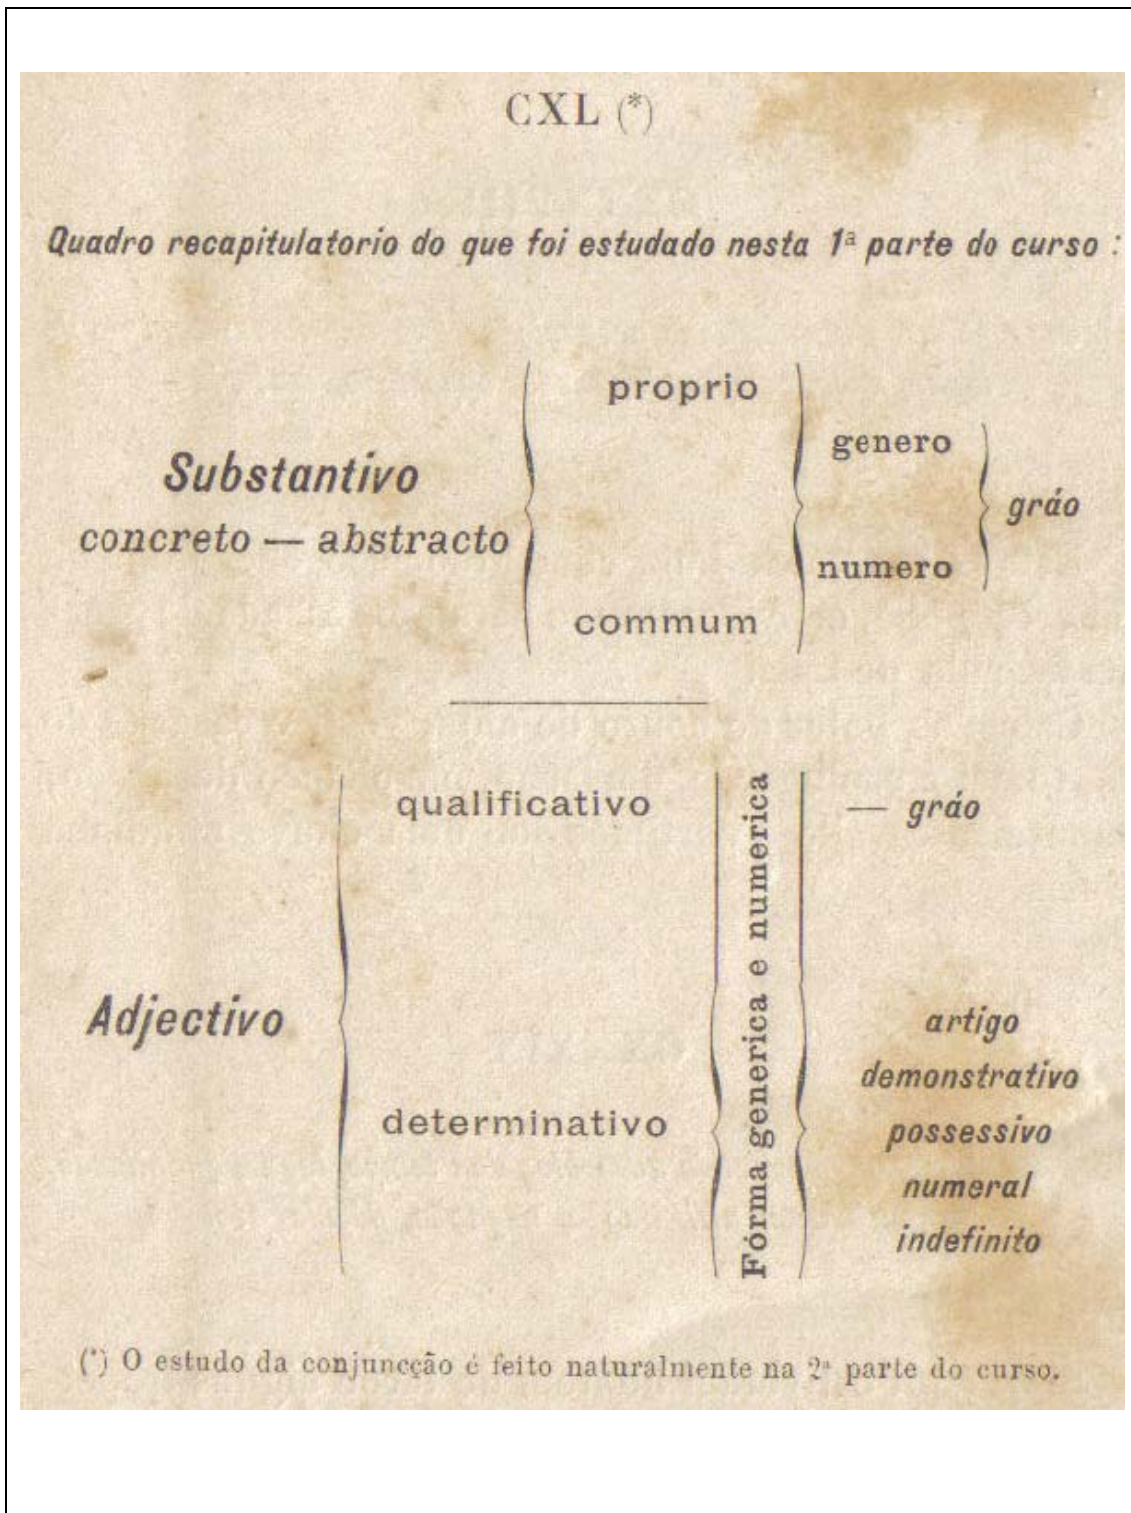 CXL (*)
Quadro recapitulatorio do que foi estudado nesta 1ª parte do curso :
proprio
genero
Substantivo
gráo
concreto — abstracto
numero
commum
qualificativo
— gráo
Fórma generica e numerica
Adjectivo
artigo
demonstrativo
determinativo
possessivo
numeral
indefinito
(*) O estudo da conjuncção é feito naturalmente na 2ª parte do curso.